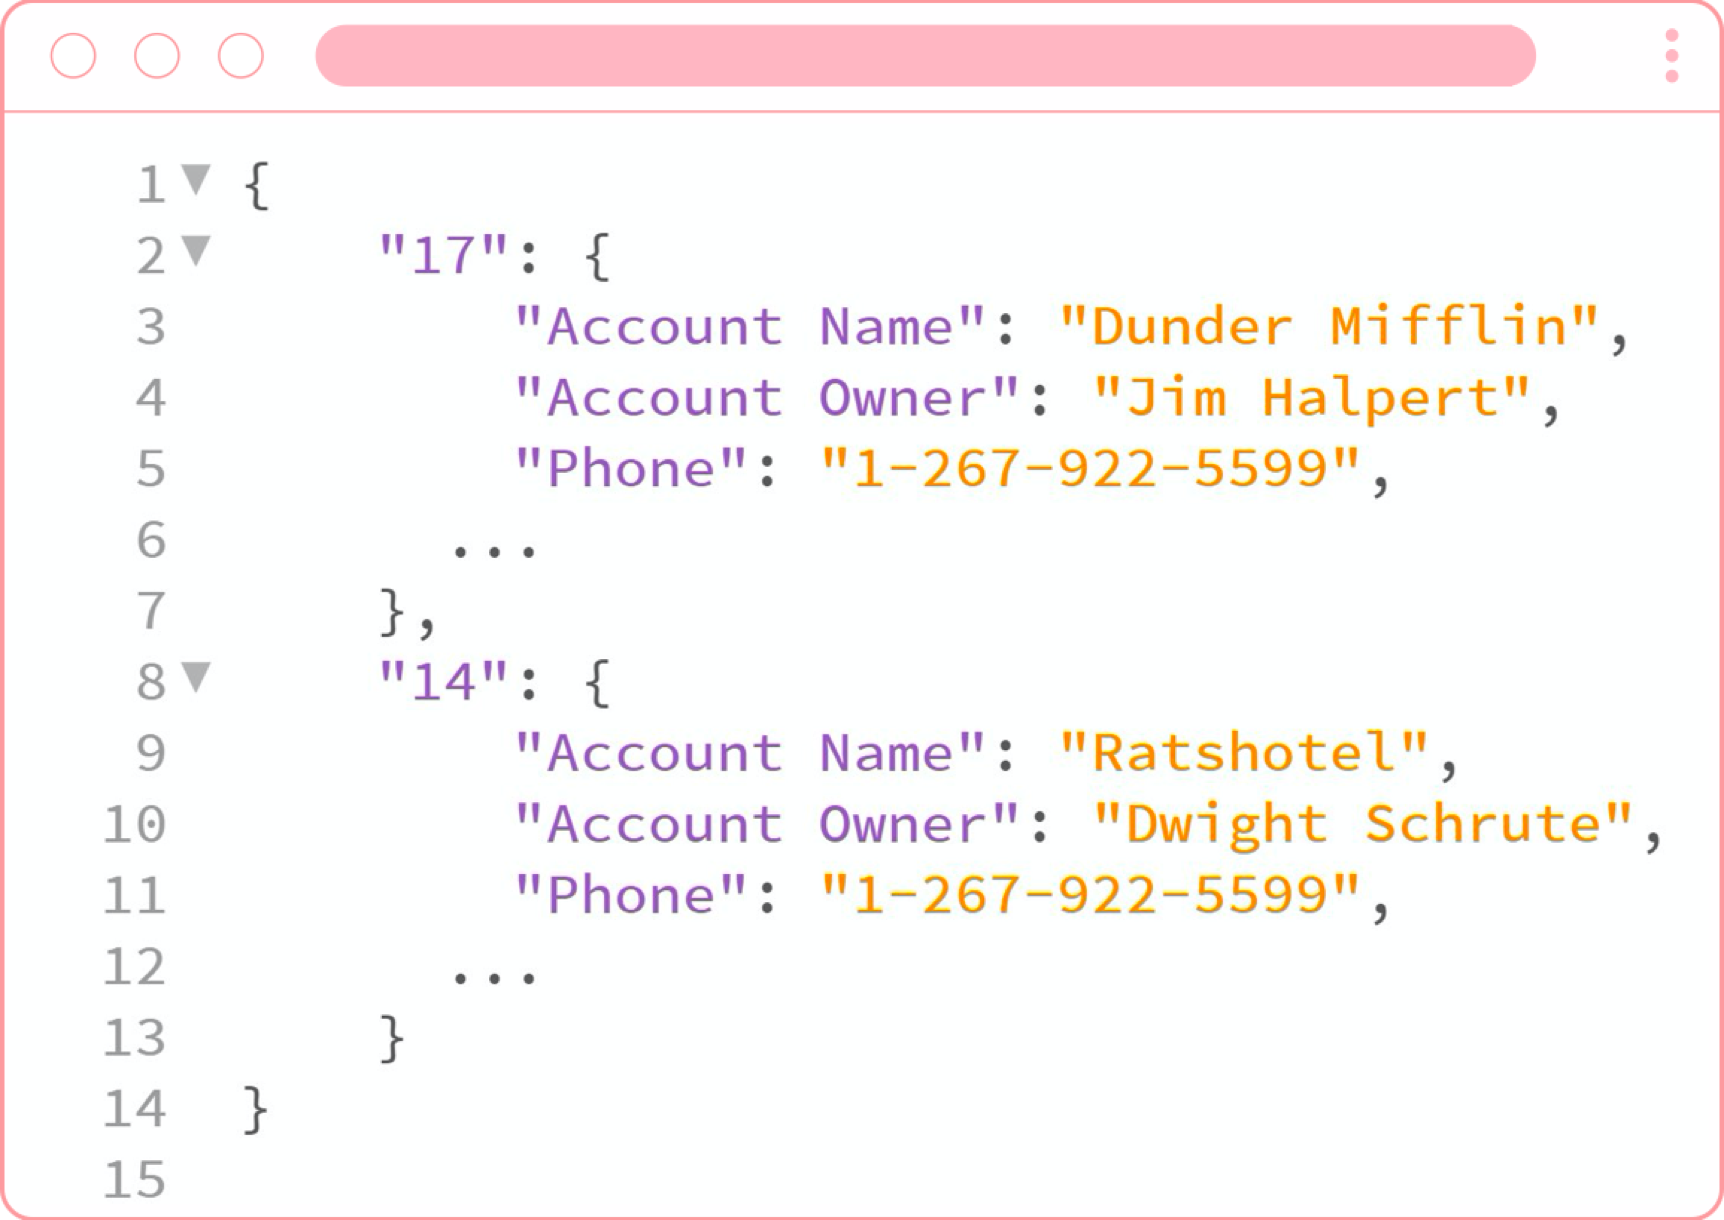 1 ▼ {
2 ▼ "17": {
3 "Account Name": "Dunder Mifflin",
4 "Account Owner": "Jim Halpert",
5 "Phone": "1-267-922-5599",
6 ...
7 },
8 ▼ "14": {
9 "Account Name": "Ratshotel",
10 "Account Owner": "Dwight Schrute",
11 "Phone": "1-267-922-5599",
12 ...
13 }
14 }
15